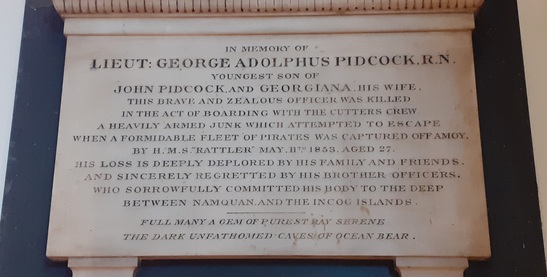 IN MEMORY OF
LIEUT: GEORGE ADOLPHUS PIDCOCK, R.N.
YOUNGEST SON OF
JOHN PIDCOCK, AND GEORGIANA, HIS WIFE.
THIS BRAVE AND ZEALOUS OFFICER WAS KILLED
IN THE ACT OF BOARDING WITH THE CUTTERS CREW
A HEAVILY ARMED JUNK WHICH ATTEMPTED TO ESCAPE
WHEN A FORMIDABLE FLEET OF PIRATES WAS CAPTURED OFF AMOY,
BY H.M.S. "RATTLER" MAY, 1853. AGED 27.
HIS LOSS IS DEEPLY DEPLORED BY HIS FAMILY AND FRIENDS,
AND SINCERELY REGRETTED BY HIS BROTHER OFFICERS,
WHO SORROWFULLY COMMITTED HIS BODY TO THE DEEP
BETWEEN NAMQUAN, AND THE INCOG ISLANDS.
FULL MANY A GEM OF PUREST RAY SERENE
THE DARK UNFATHOMED CAVES OF OCEAN BEAR.